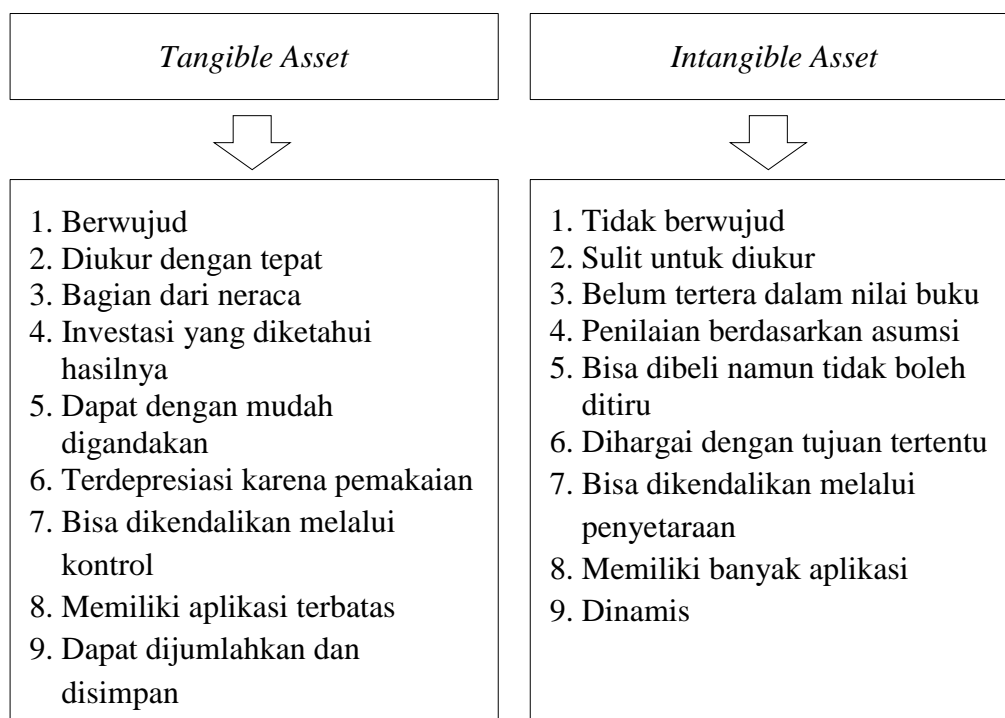 Tangible Asset
1. Berwujud
2. Diukur dengan tepat
3. Bagian dari neraca
4. Investasi yang diketahui
hasilnya
5. Dapat dengan mudah
digandakan
6. Terdepresiasi karena pemakaian
7. Bisa dikendalikan melalui
kontrol
8. Memiliki aplikasi terbatas
9. Dapat dijumlahkan dan
disimpan
Intangible Asset
1. Tidak berwujud
2. Sulit untuk diukur
3. Belum tertera dalam nilai buku
4. Penilaian berdasarkan asumsi
5. Bisa dibeli namun tidak boleh
ditiru
6. Dihargai dengan tujuan tertentu
7. Bisa dikendalikan melalui
penyetaraan
8. Memiliki banyak aplikasi
9. Dinamis